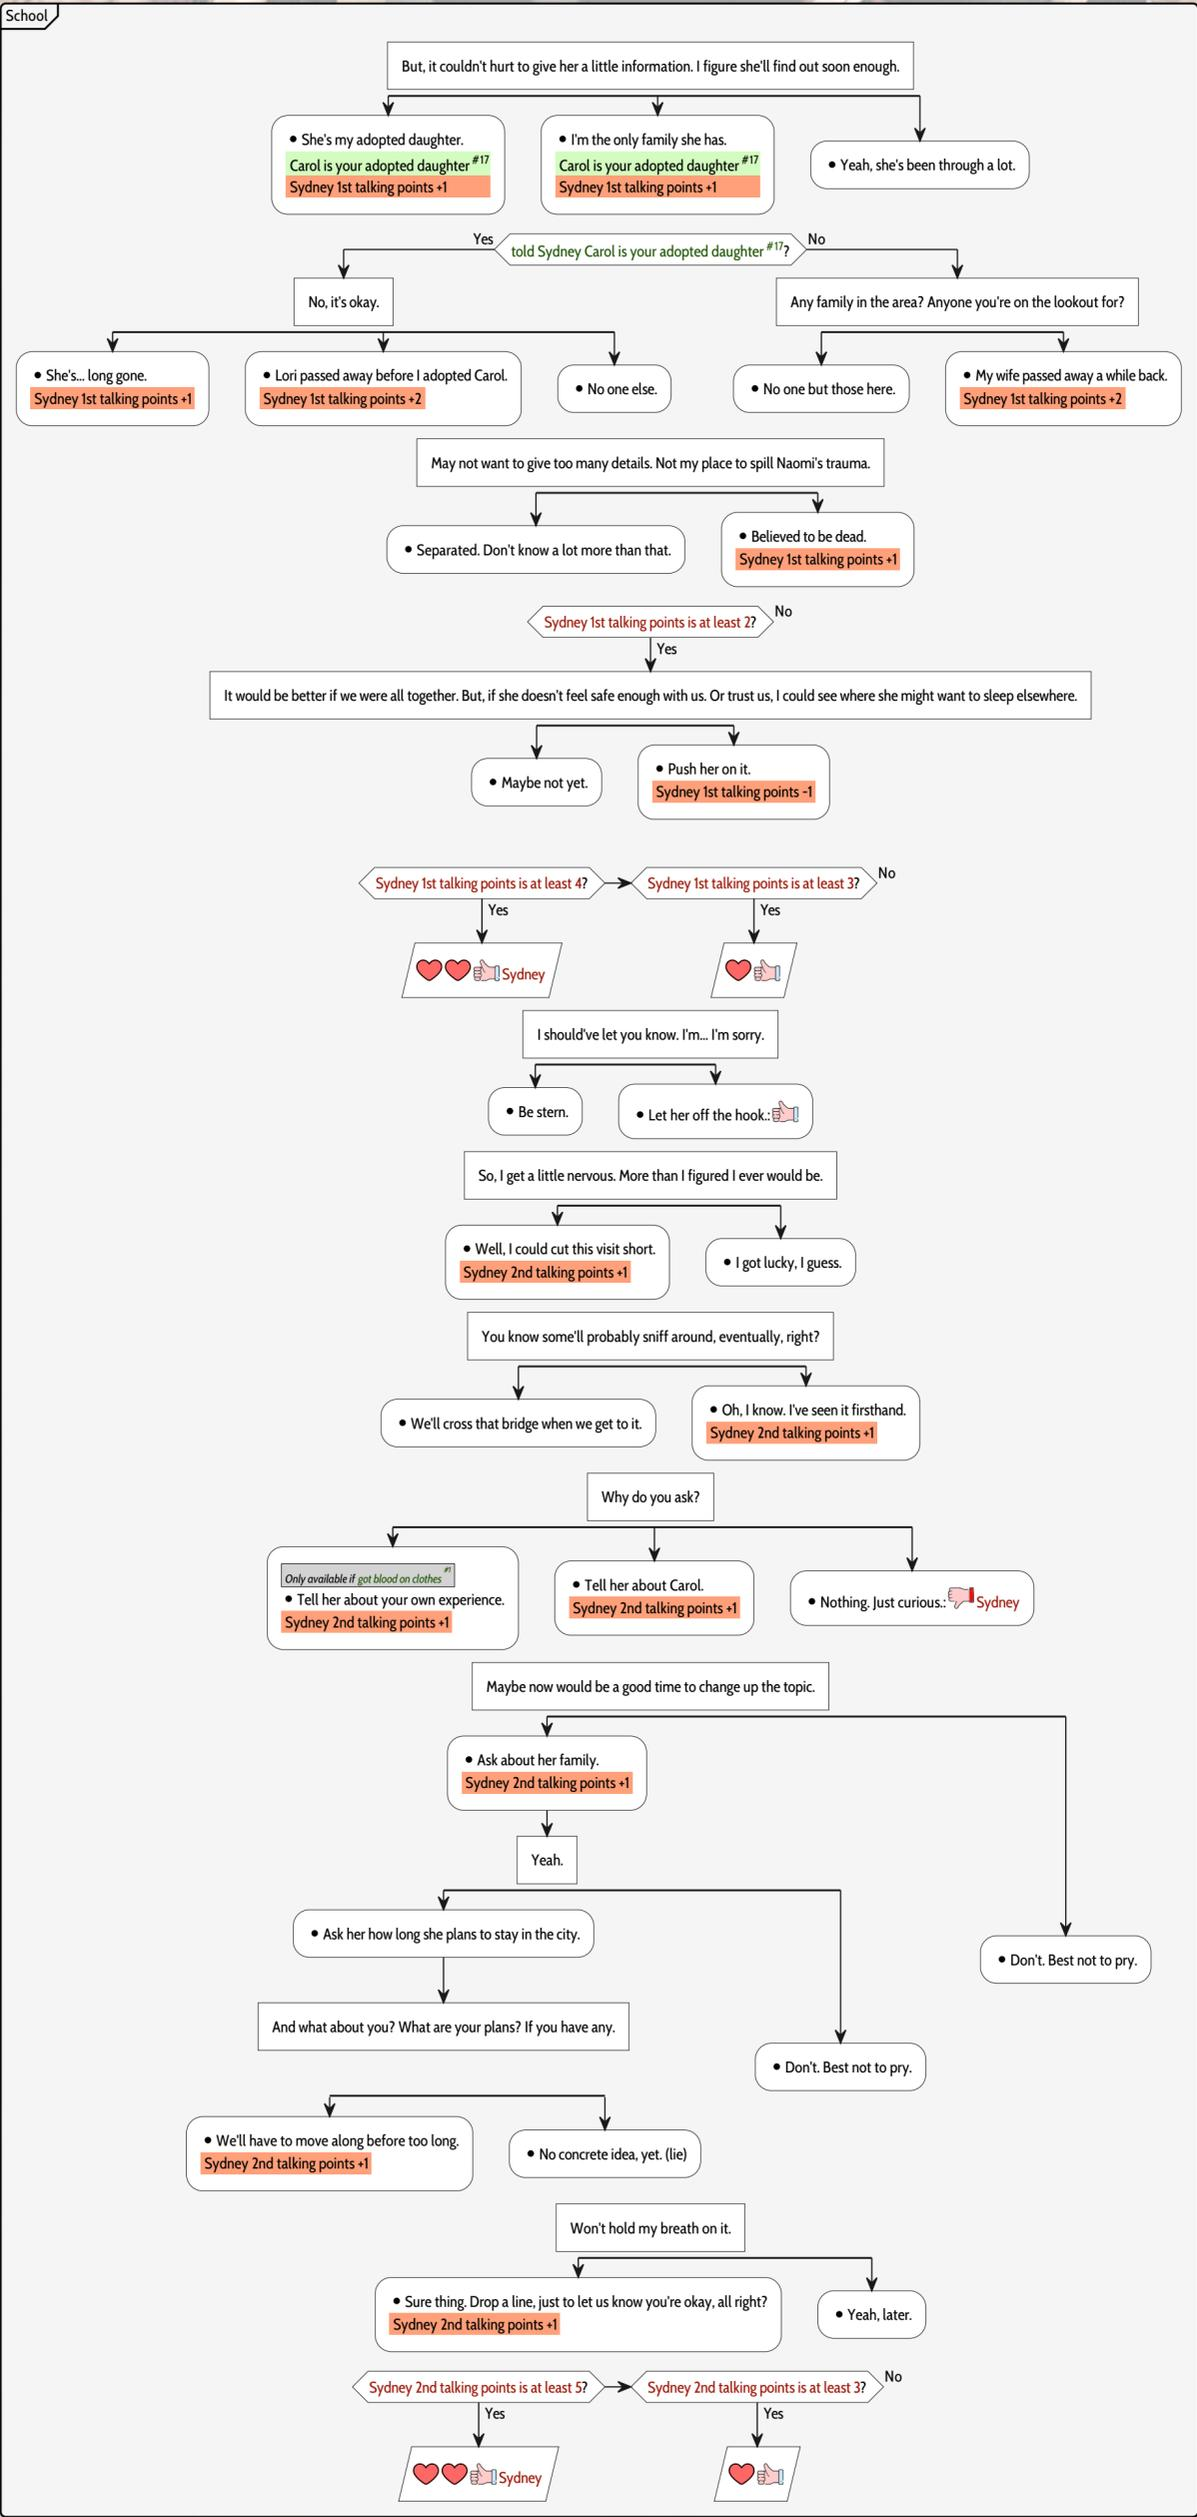 School
But, it couldn't hurt to give her a little information. I figure she'll find out soon enough.
• She's my adopted daughter.
Carol is your adopted daughter #17
Sydney 1st talking points +1
• I'm the only family she has.
Carol is your adopted daughter #17
Sydney 1st talking points +1
• Yeah, she's been through a lot.
Yes
told Sydney Carol is your adopted daughter #17?
No
No, it's okay.
Any family in the area? Anyone you're on the lookout for?
• She's... long gone.
Sydney 1st talking points +1
• Lori passed away before I adopted Carol.
Sydney 1st talking points +2
• No one else.
• No one but those here.
• My wife passed away a while back.
Sydney 1st talking points +2
May not want to give too many details. Not my place to spill Naomi's trauma.
• Separated. Don't know a lot more than that.
• Believed to be dead.
Sydney 1st talking points +1
Sydney 1st talking points is at least 2?
No
Yes
It would be better if we were all together. But, if she doesn't feel safe enough with us. Or trust us, I could see where she might want to sleep elsewhere.
• Maybe not yet.
• Push her on it.
Sydney 1st talking points -1
Sydney 1st talking points is at least 4?
Sydney 1st talking points is at least 3?
No
Yes
Yes
Sydney
I should've let you know. I'm... I'm sorry.
• Be stern.
• Let her off the hook.:
So, I get a little nervous. More than I figured I ever would be.
• Well, I could cut this visit short.
Sydney 2nd talking points +1
• I got lucky, I guess.
You know some'll probably sniff around, eventually, right?
• We'll cross that bridge when we get to it.
• Oh, I know. I've seen it firsthand.
Sydney 2nd talking points +1
Why do you ask?
Only available if got blood on clothes #1
• Tell her about your own experience.
Sydney 2nd talking points +1
• Tell her about Carol.
Sydney 2nd talking points +1
• Nothing. Just curious.: Sydney
Maybe now would be a good time to change up the topic.
• Ask about her family.
Sydney 2nd talking points +1
Yeah.
• Ask her how long she plans to stay in the city.
• Don't. Best not to pry.
And what about you? What are your plans? If you have any.
• Don't. Best not to pry.
• We'll have to move along before too long.
Sydney 2nd talking points +1
• No concrete idea, yet. (lie)
Won't hold my breath on it.
• Sure thing. Drop a line, just to let us know you're okay, all right?
Sydney 2nd talking points +1
• Yeah, later.
Sydney 2nd talking points is at least 5?
Sydney 2nd talking points is at least 3?
No
Yes
Yes
Sydney